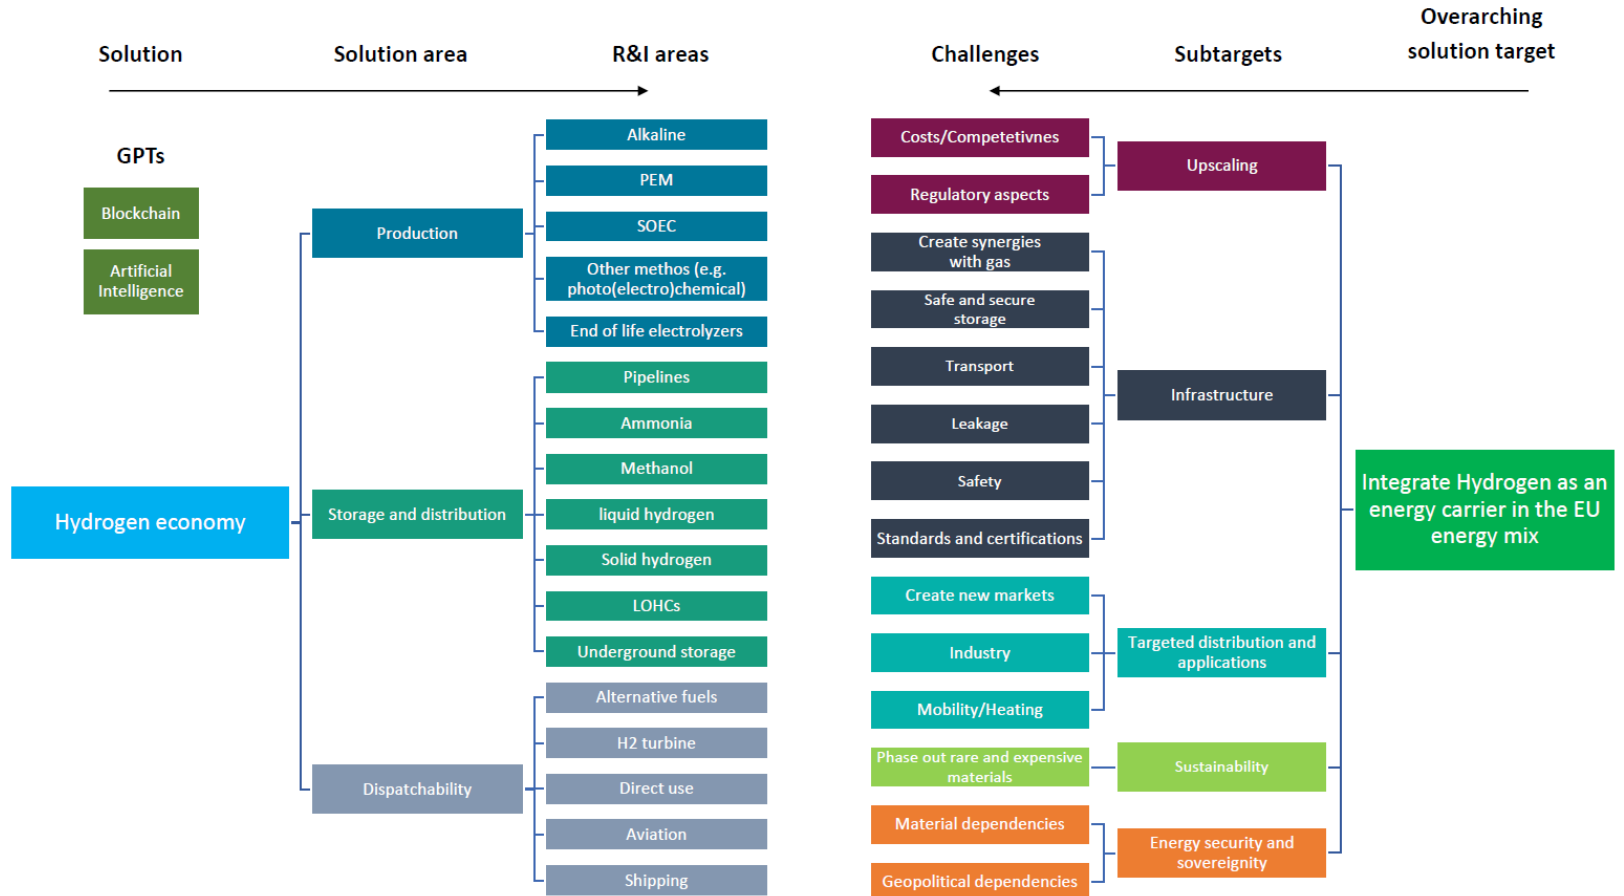 Solution
Solution area
R&I areas
Challenges
Subtargets
Overarching
solution target
GPTs
Blockchain
Artificial
Intelligence
Hydrogen economy
Production
Storage and distribution
Dispatchability
Alkaline
PEM
SOEC
Other methos (e.g.
photo(electro)chemical)
End of life electrolyzers
Pipelines
Ammonia
Methanol
liquid hydrogen
Solid hydrogen
LOHCs
Underground storage
Alternative fuels
H2 turbine
Direct use
Aviation
Shipping
Costs/Competetivnes
Regulatory aspects
Create synergies
with gas
Safe and secure
storage
Transport
Leakage
Safety
Standards and certifications
Create new markets
Industry
Mobility/Heating
Phase out rare and expensive
materials
Material dependencies
Geopolitical dependencies
Upscaling
Infrastructure
Targeted distribution and
applications
Sustainability
Energy security and
sovereignity
Integrate Hydrogen as an
energy carrier in the EU
energy mix